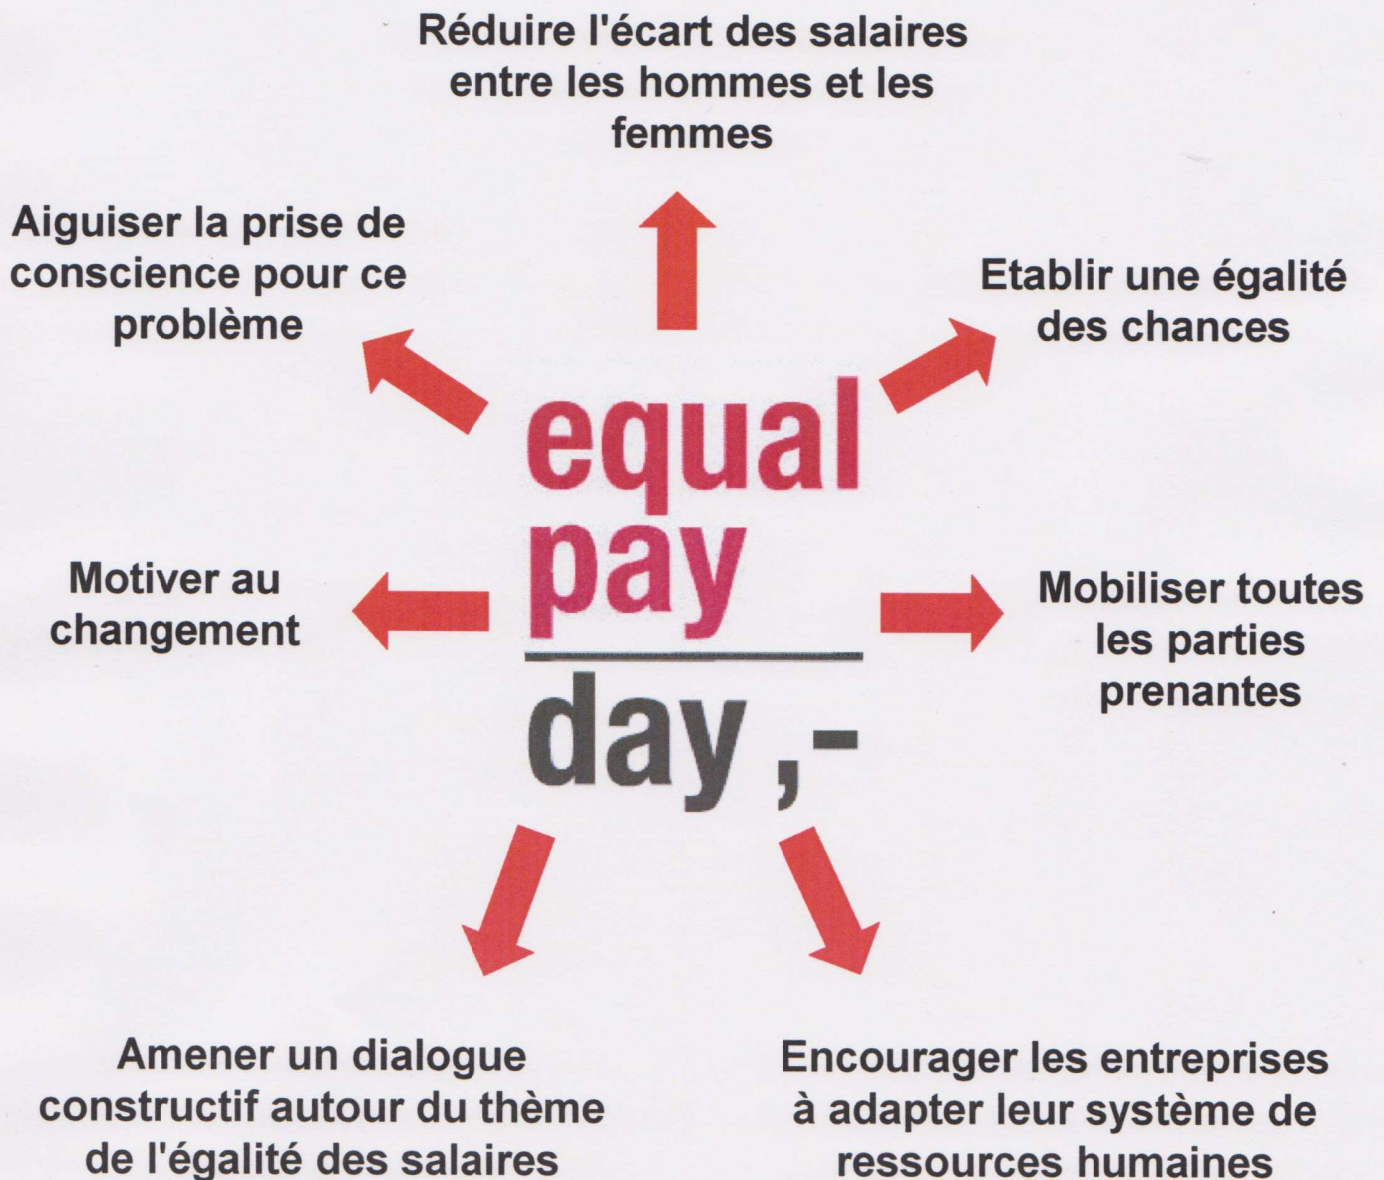 Réduire l'écart des salaires
entre les hommes et les
femmes
Aiguiser la prise de
conscience pour ce
problème
Etablir une égalité
des chances
equal
pay
day ,-
Motiver au
changement
Mobiliser toutes
les parties
prenantes
Amener un dialogue
constructif autour du thème
de l'égalité des salaires
Encourager les entreprises
à adapter leur système de
ressources humaines